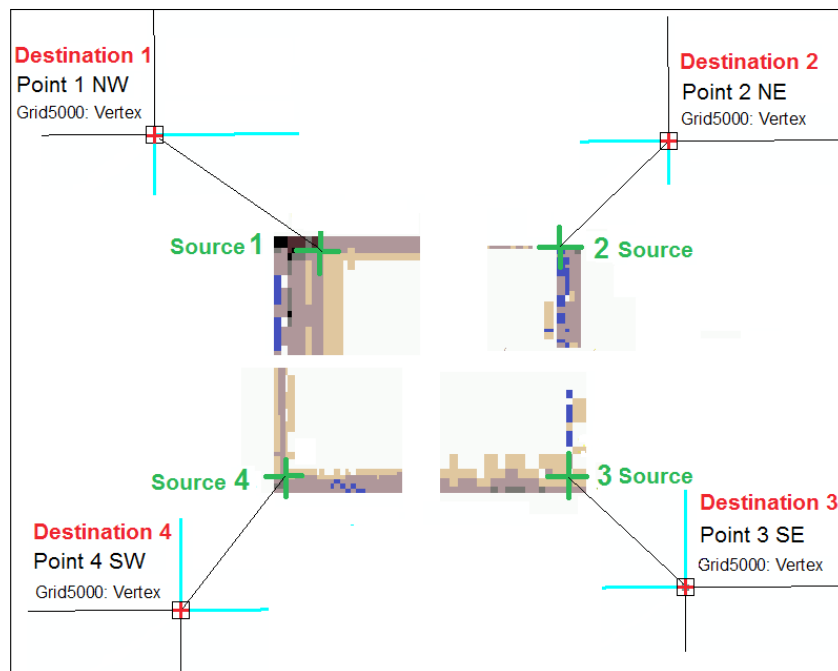 Destination 1
Point 1 NW
Grid5000: Vertex
Destination 2
Point 2 NE
Grid5000: Vertex
Source 1
2 Source
Source 4
3 Source
Destination 4
Point 4 SW
Grid5000: Vertex
Destination 3
Point 3 SE
Grid5000: Vertex